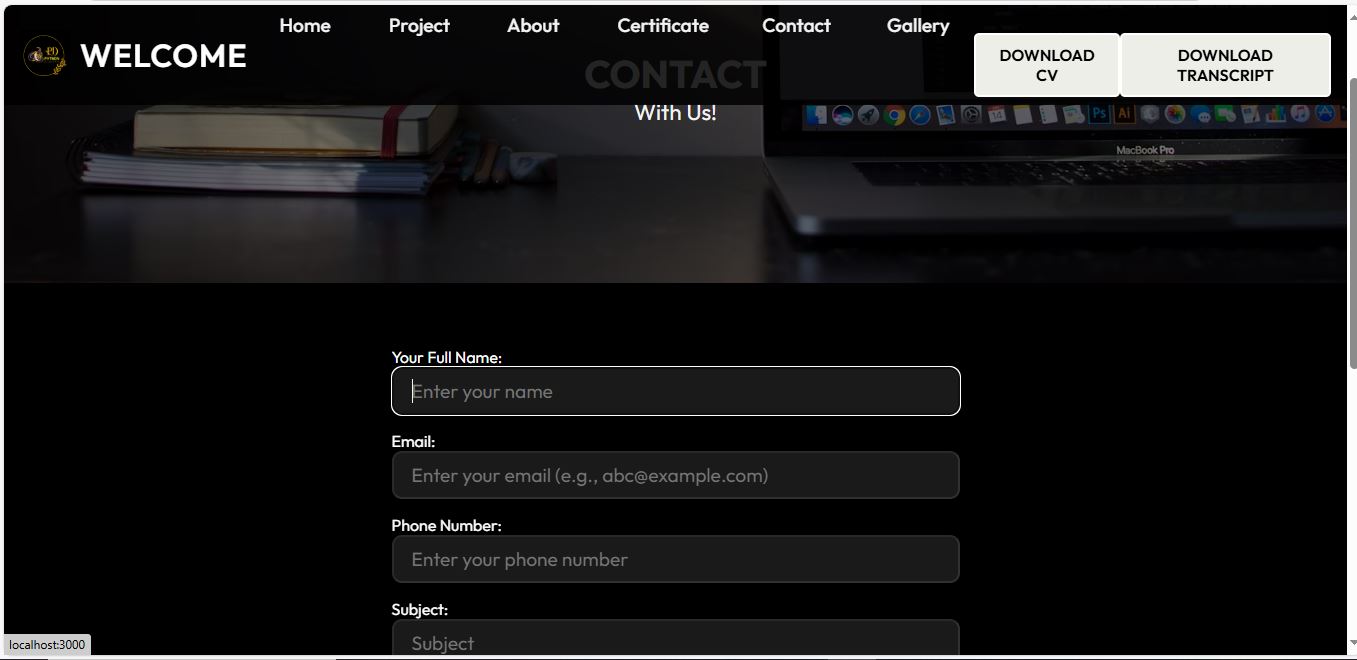 Home Project About Certificate Contact Gallery
WELCOME
DOWNLOAD
CV
DOWNLOAD
TRANSCRIPT
CONTACT
With Us!
MacBook Pro
Your Full Name:
Enter your name
Email:
Enter your email (e.g., abc@example.com)
Phone Number:
Enter your phone number
Subject:
Subject
localhost:3000